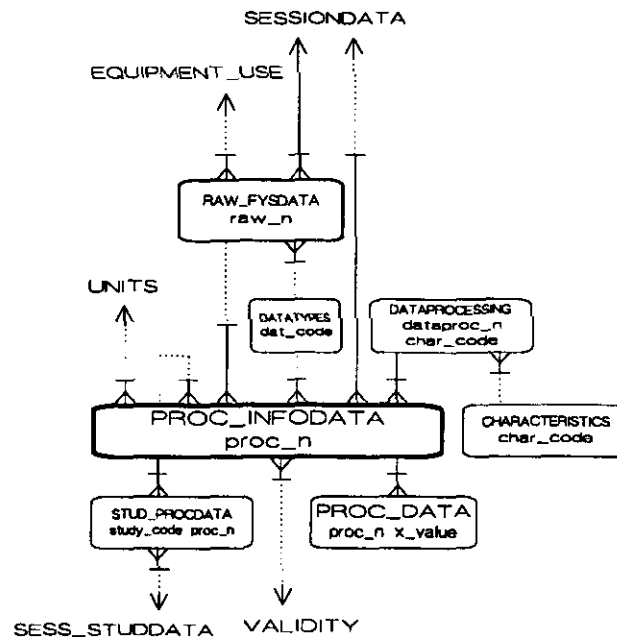 SESSIONDATA
EQUIPMENT_USE
RAW_FYSDATA
raw_n
UNITS
DATATYPES
dat_code
DATAPROCESSING
dataproc_n
char_code
PROC_INFODATA
proc_n
CHARACTERISTICS
char_code
STUD_PROCDATA
study_code proc_n
PROC_DATA
proc_n x_value
SESS_STUDDATA
VALIDITY